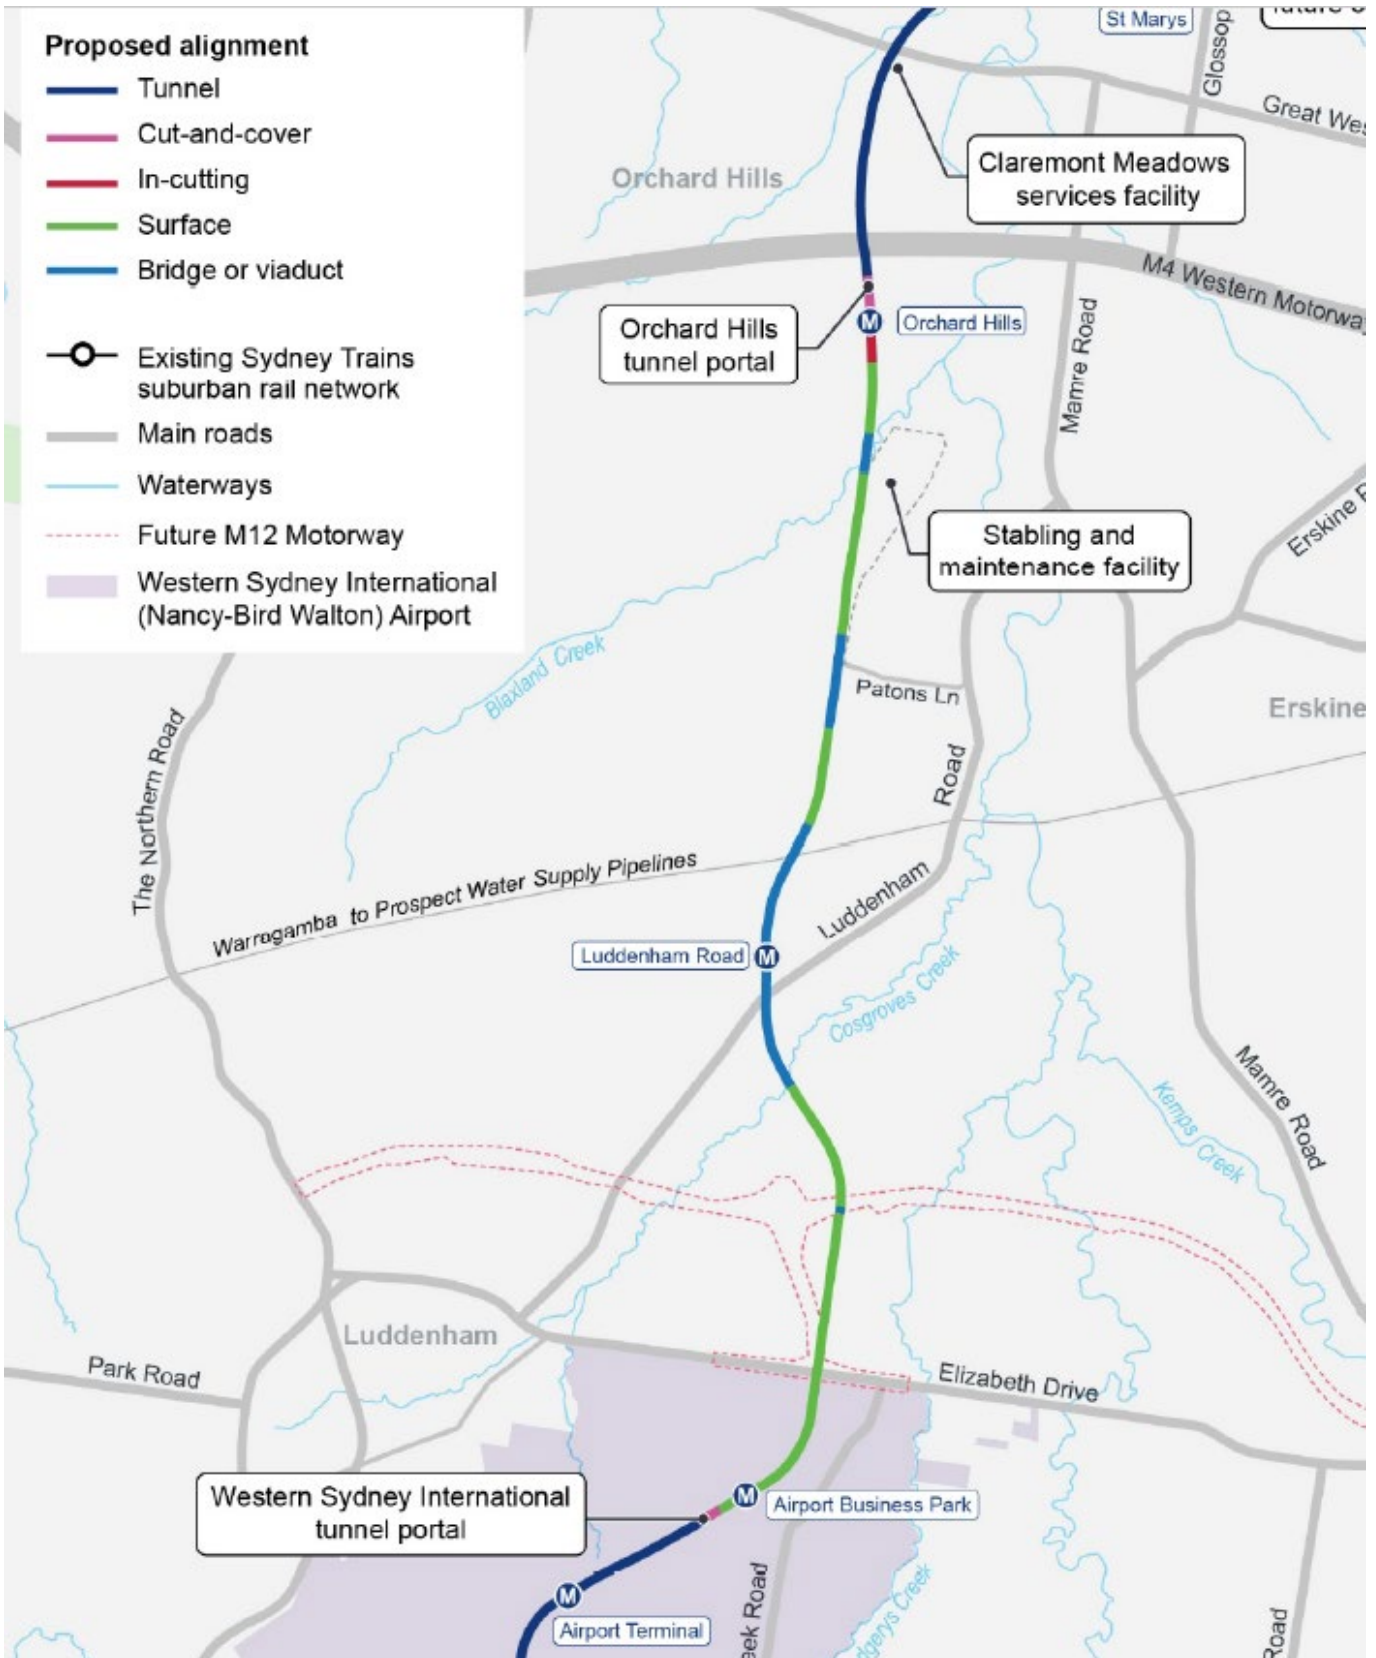 Proposed alignment
Tunnel
Cut-and-cover
In-cutting
Surface
Bridge or viaduct
Existing Sydney Trains
suburban rail network
Main roads
Waterways
Future M12 Motorway
Western Sydney International
(Nancy-Bird Walton) Airport
St Marys
Glossop
Great Wes
Claremont Meadows
services facility
Orchard Hills
M4 Western Motorway
Orchard Hills
tunnel portal
M
Orchard Hills
Mamre Road
Stabling and
maintenance facility
Erskine
Blaxland Creek
Patons Ln
Erskine
The Northern Road
Road
Warrogamba to Prospect Water Supply Pipelines
Luddenham
Luddenham Road
M
Cosgroves Creek
Kemps Creek
Mamre Road
Luddenham
Park Road
Elizabeth Drive
Western Sydney International
tunnel portal
M
Airport Business Park
M
Airport Terminal
eek Road
dgerys Creek
Road